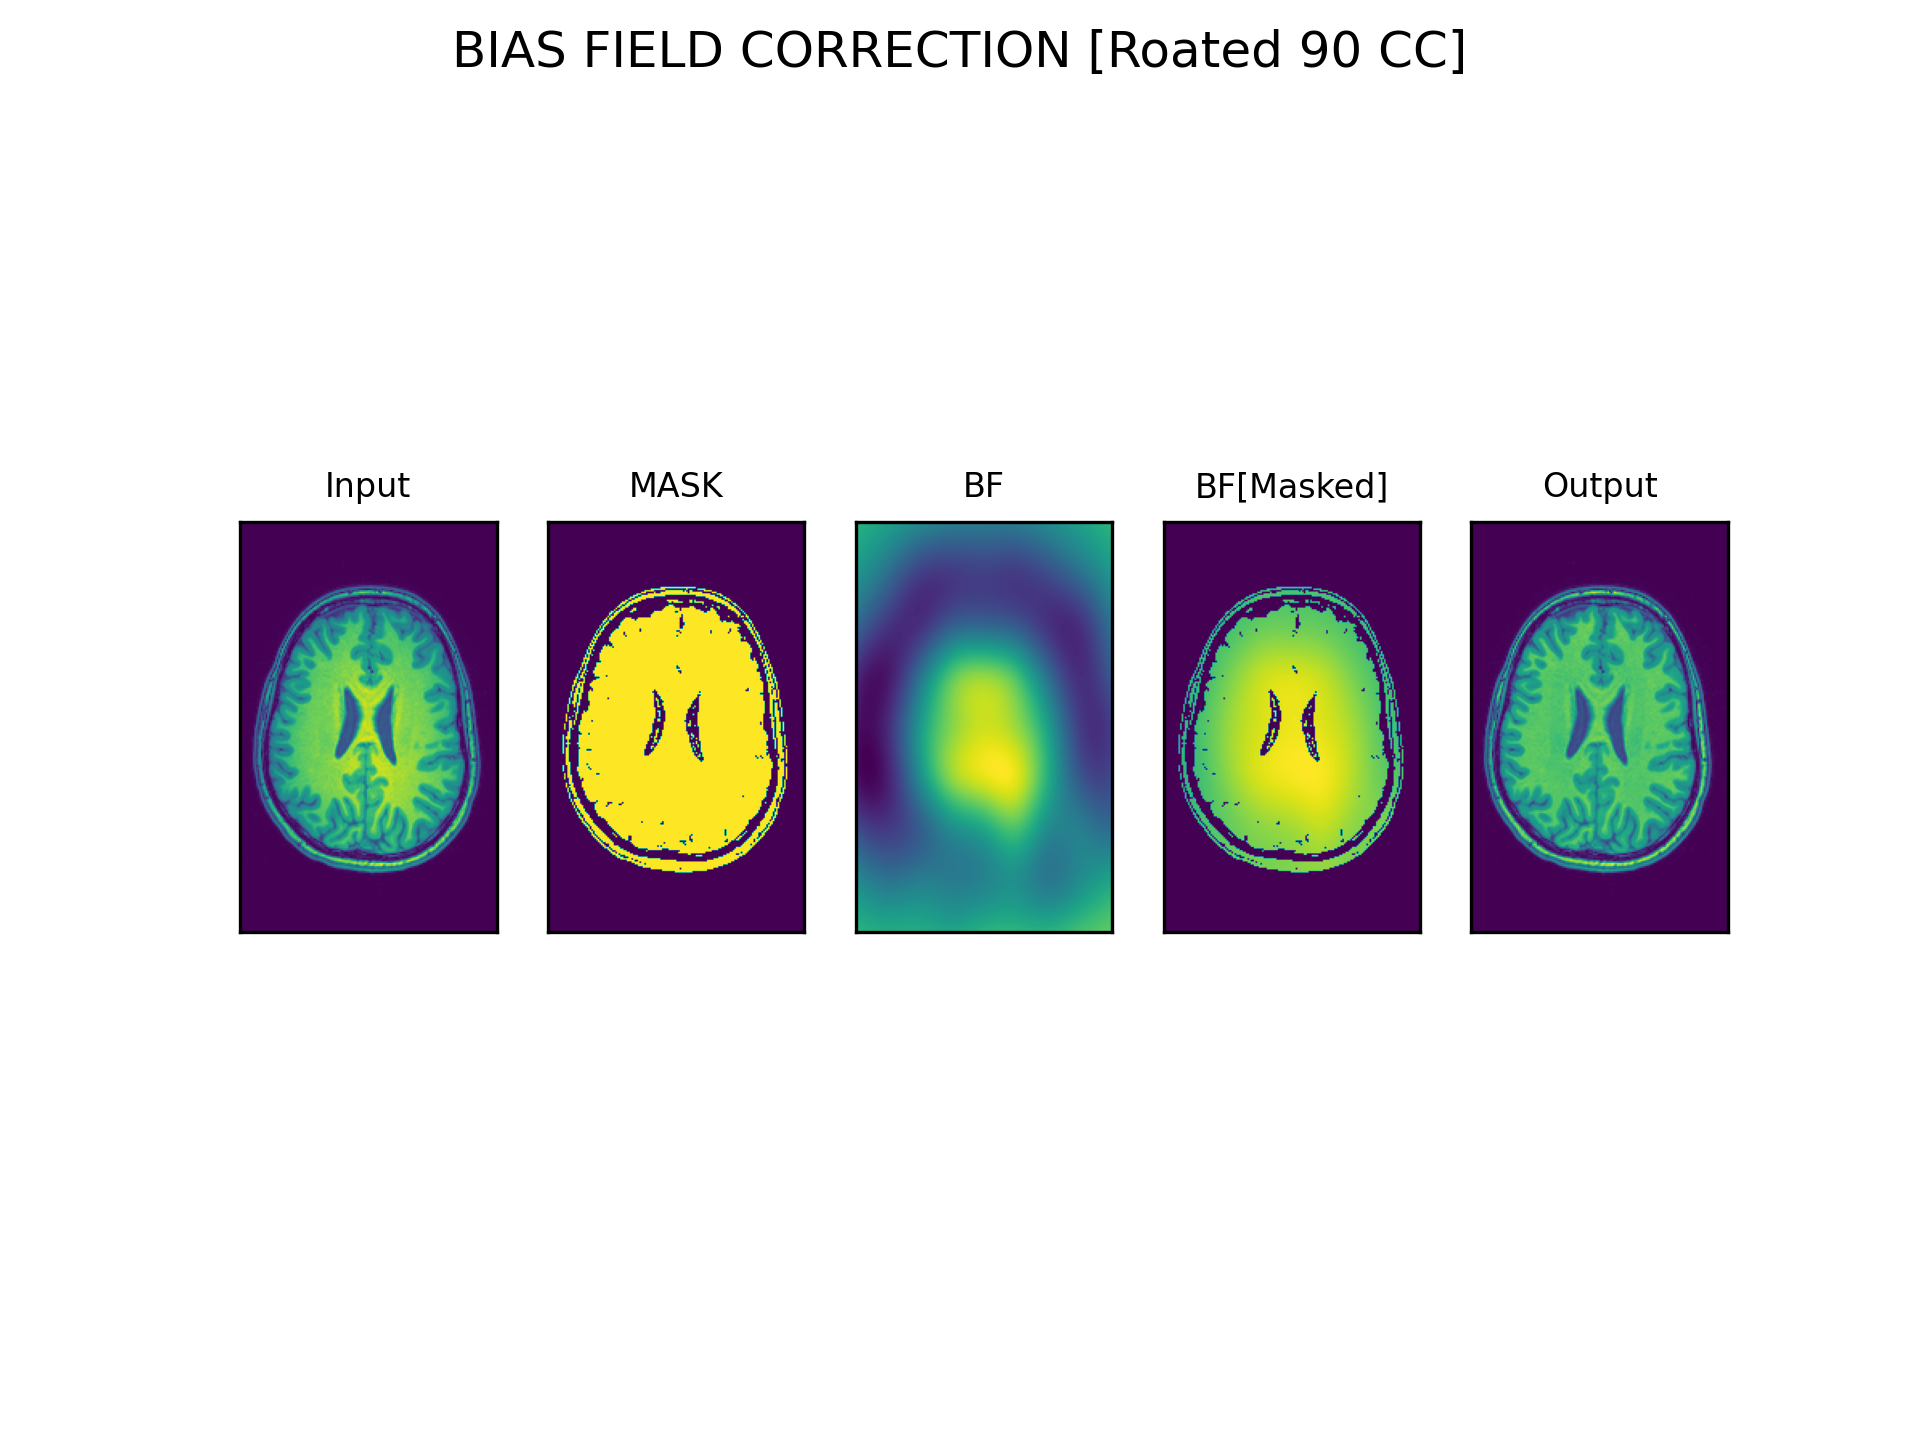 BIAS FIELD CORRECTION [Roated 90 CC]
Input
MASK
BF
BF[Masked]
Output